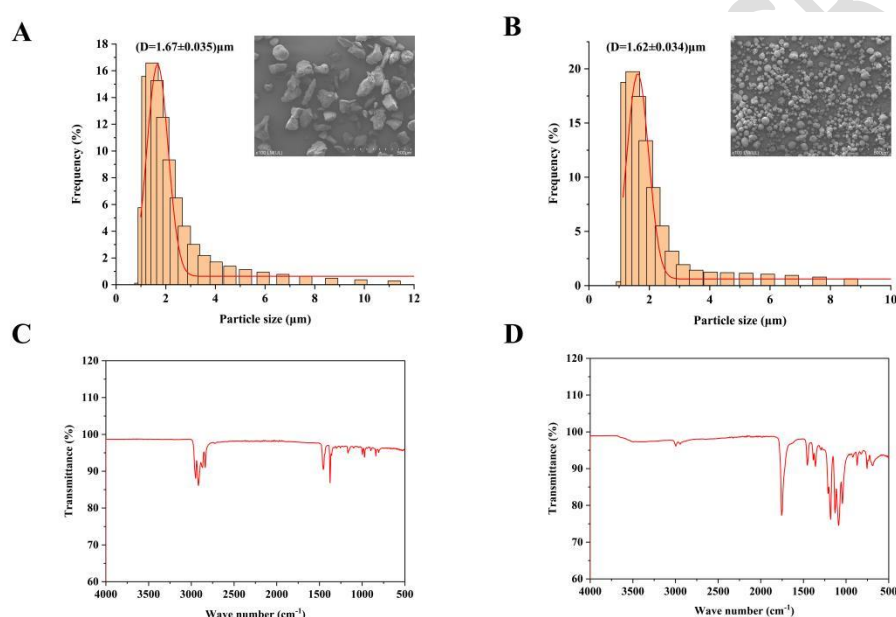 A
(D=1.67±0.035)μm
18
16
14
12
10
8
6
4
2
0
Frequency (%)
0 2 4 6 8 10 12
Particle size (μm)
B
(D=1.62±0.034)μm
20
15
10
5
0
Frequency (%)
0 2 4 6 8 10
Particle size (μm)
C
120
110
100
90
80
70
60
Transmittance (%)
4000 3500 3000 2500 2000 1500 1000 500
Wave number (cm⁻¹)
D
120
110
100
90
80
70
60
Transmittance (%)
4000 3500 3000 2500 2000 1500 1000 500
Wave number (cm⁻¹)